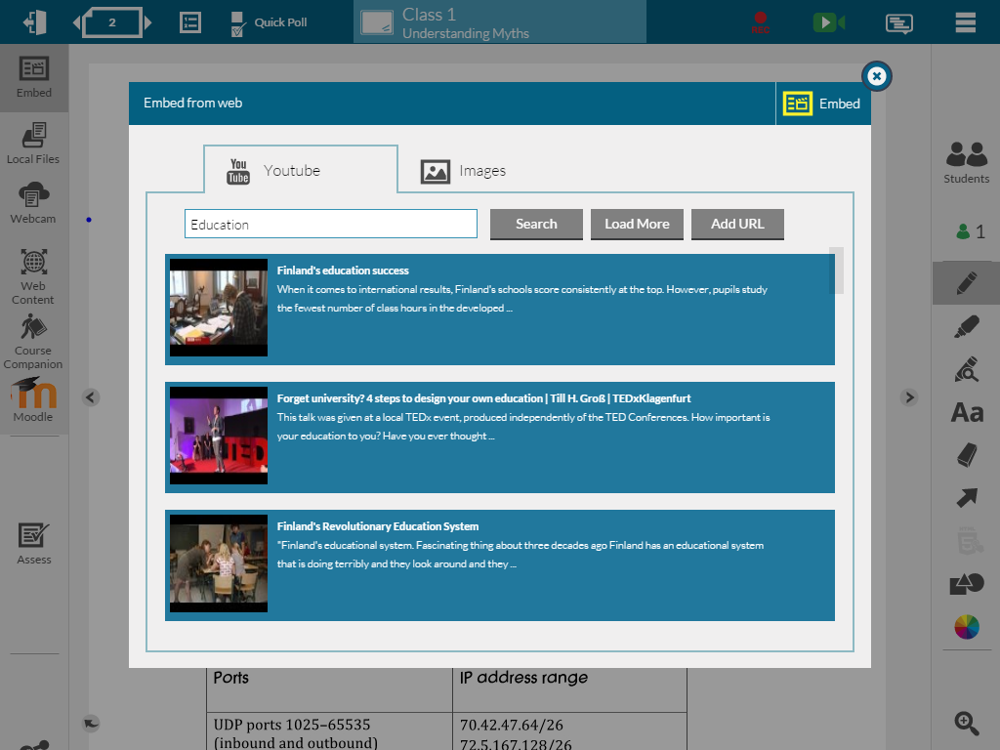 2
Quick Poll
Class 1
Understanding Myths
REC
Embed
Local Files
Webcam
Web
Content
Course
Companion
Moodle
Assess
Embed from web
Embed
You
Tube
Youtube
Images
Education
Search
Load More
Add URL
Finland's education success
When it comes to international results, Finland's schools score consistently at the top. However, pupils study
the fewest number of class hours in the developed ...
Forget university? 4 steps to design your own education | Till H. Groß | TEDxKlagenfurt
This talk was given at a local TEDx event, produced independently of the TED Conferences. How important is
your education to you? Have you ever thought ...
TED
Finland's Revolutionary Education System
"Finland's educational system. Fascinating thing about three decades ago Finland has an educational system
that is doing terribly and they look around and they ...
Students
1
Aa
Ports
IP address range
UDP ports 1025–65535
(inbound and outbound)
70.42.47.64/26
72.5.167.128/26